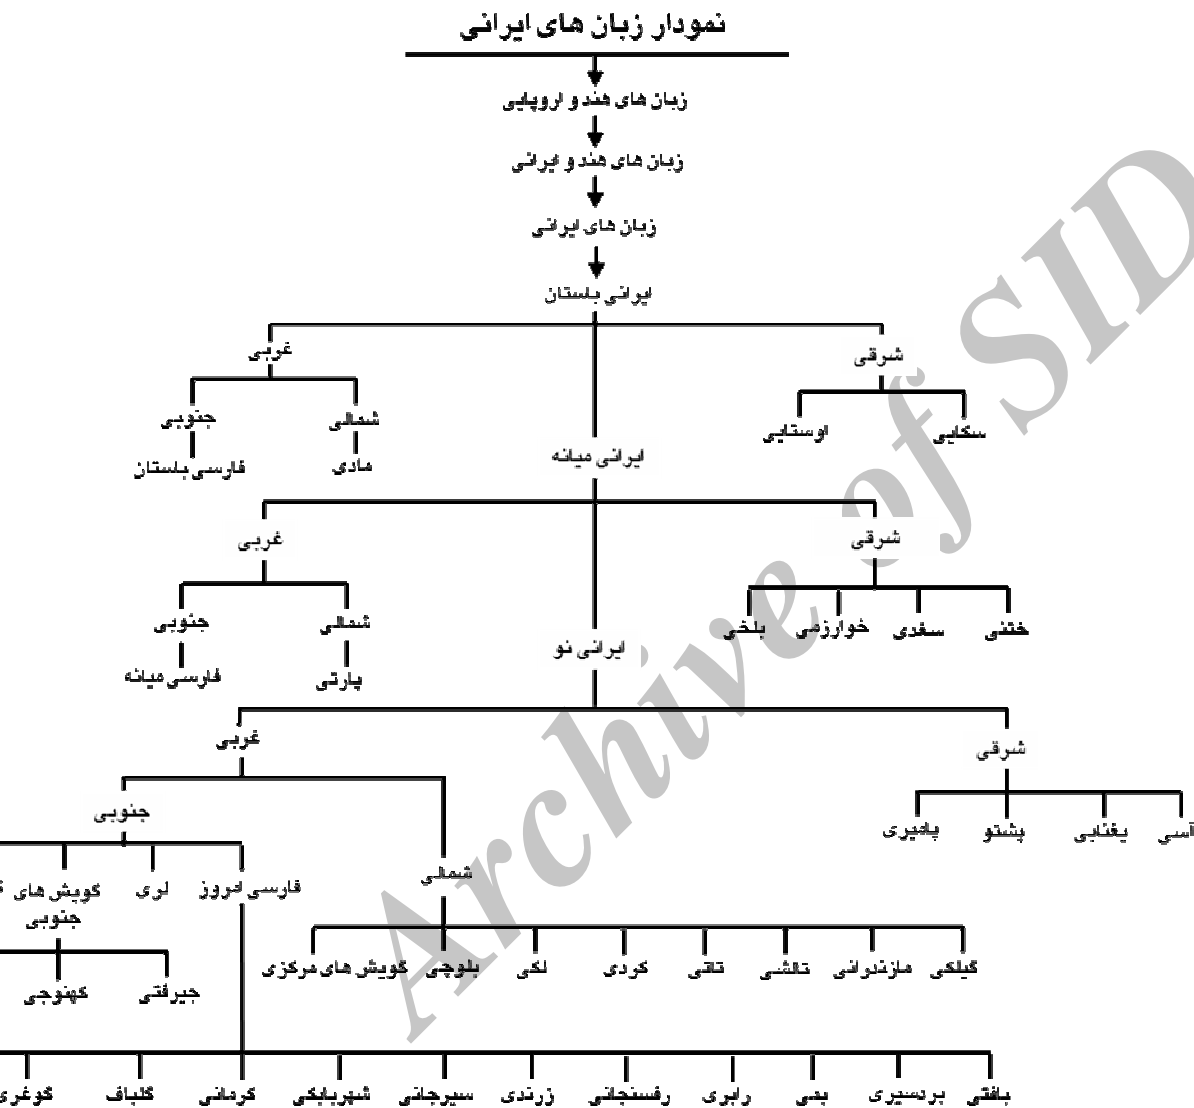 نمودار زبان های ایرانی
زبان های هند و اروپایی
زبان های هند و ایرانی
زبان های ایرانی
ایرانی باستان
شرقی
غربی
سکایی
اوستایی
شمالی
جنوبی
مادی
فارسی باستان
ایرانی میانه
شرقی
غربی
ختنی
سغدی
خوارزمی
بلخی
شمالی
جنوبی
پارتی
فارسی میانه
ایرانی نو
شرقی
غربی
آسی
یغنابی
پشتو
پامیری
جنوبی
شمالی
فارسی امروز
لری
گویش های
جنوبی
گیلکی
مازندرانی
تالشی
تاتی
کردی
لکی
بلوچی
گویش های مرکزی
جیرفتی
کهنوجی
بافتی
بردسیری
بمی
رابری
رفسنجانی
زرندی
سیرجانی
شهربابکی
کرمانی
گلباف
گوغری
Archive of SID